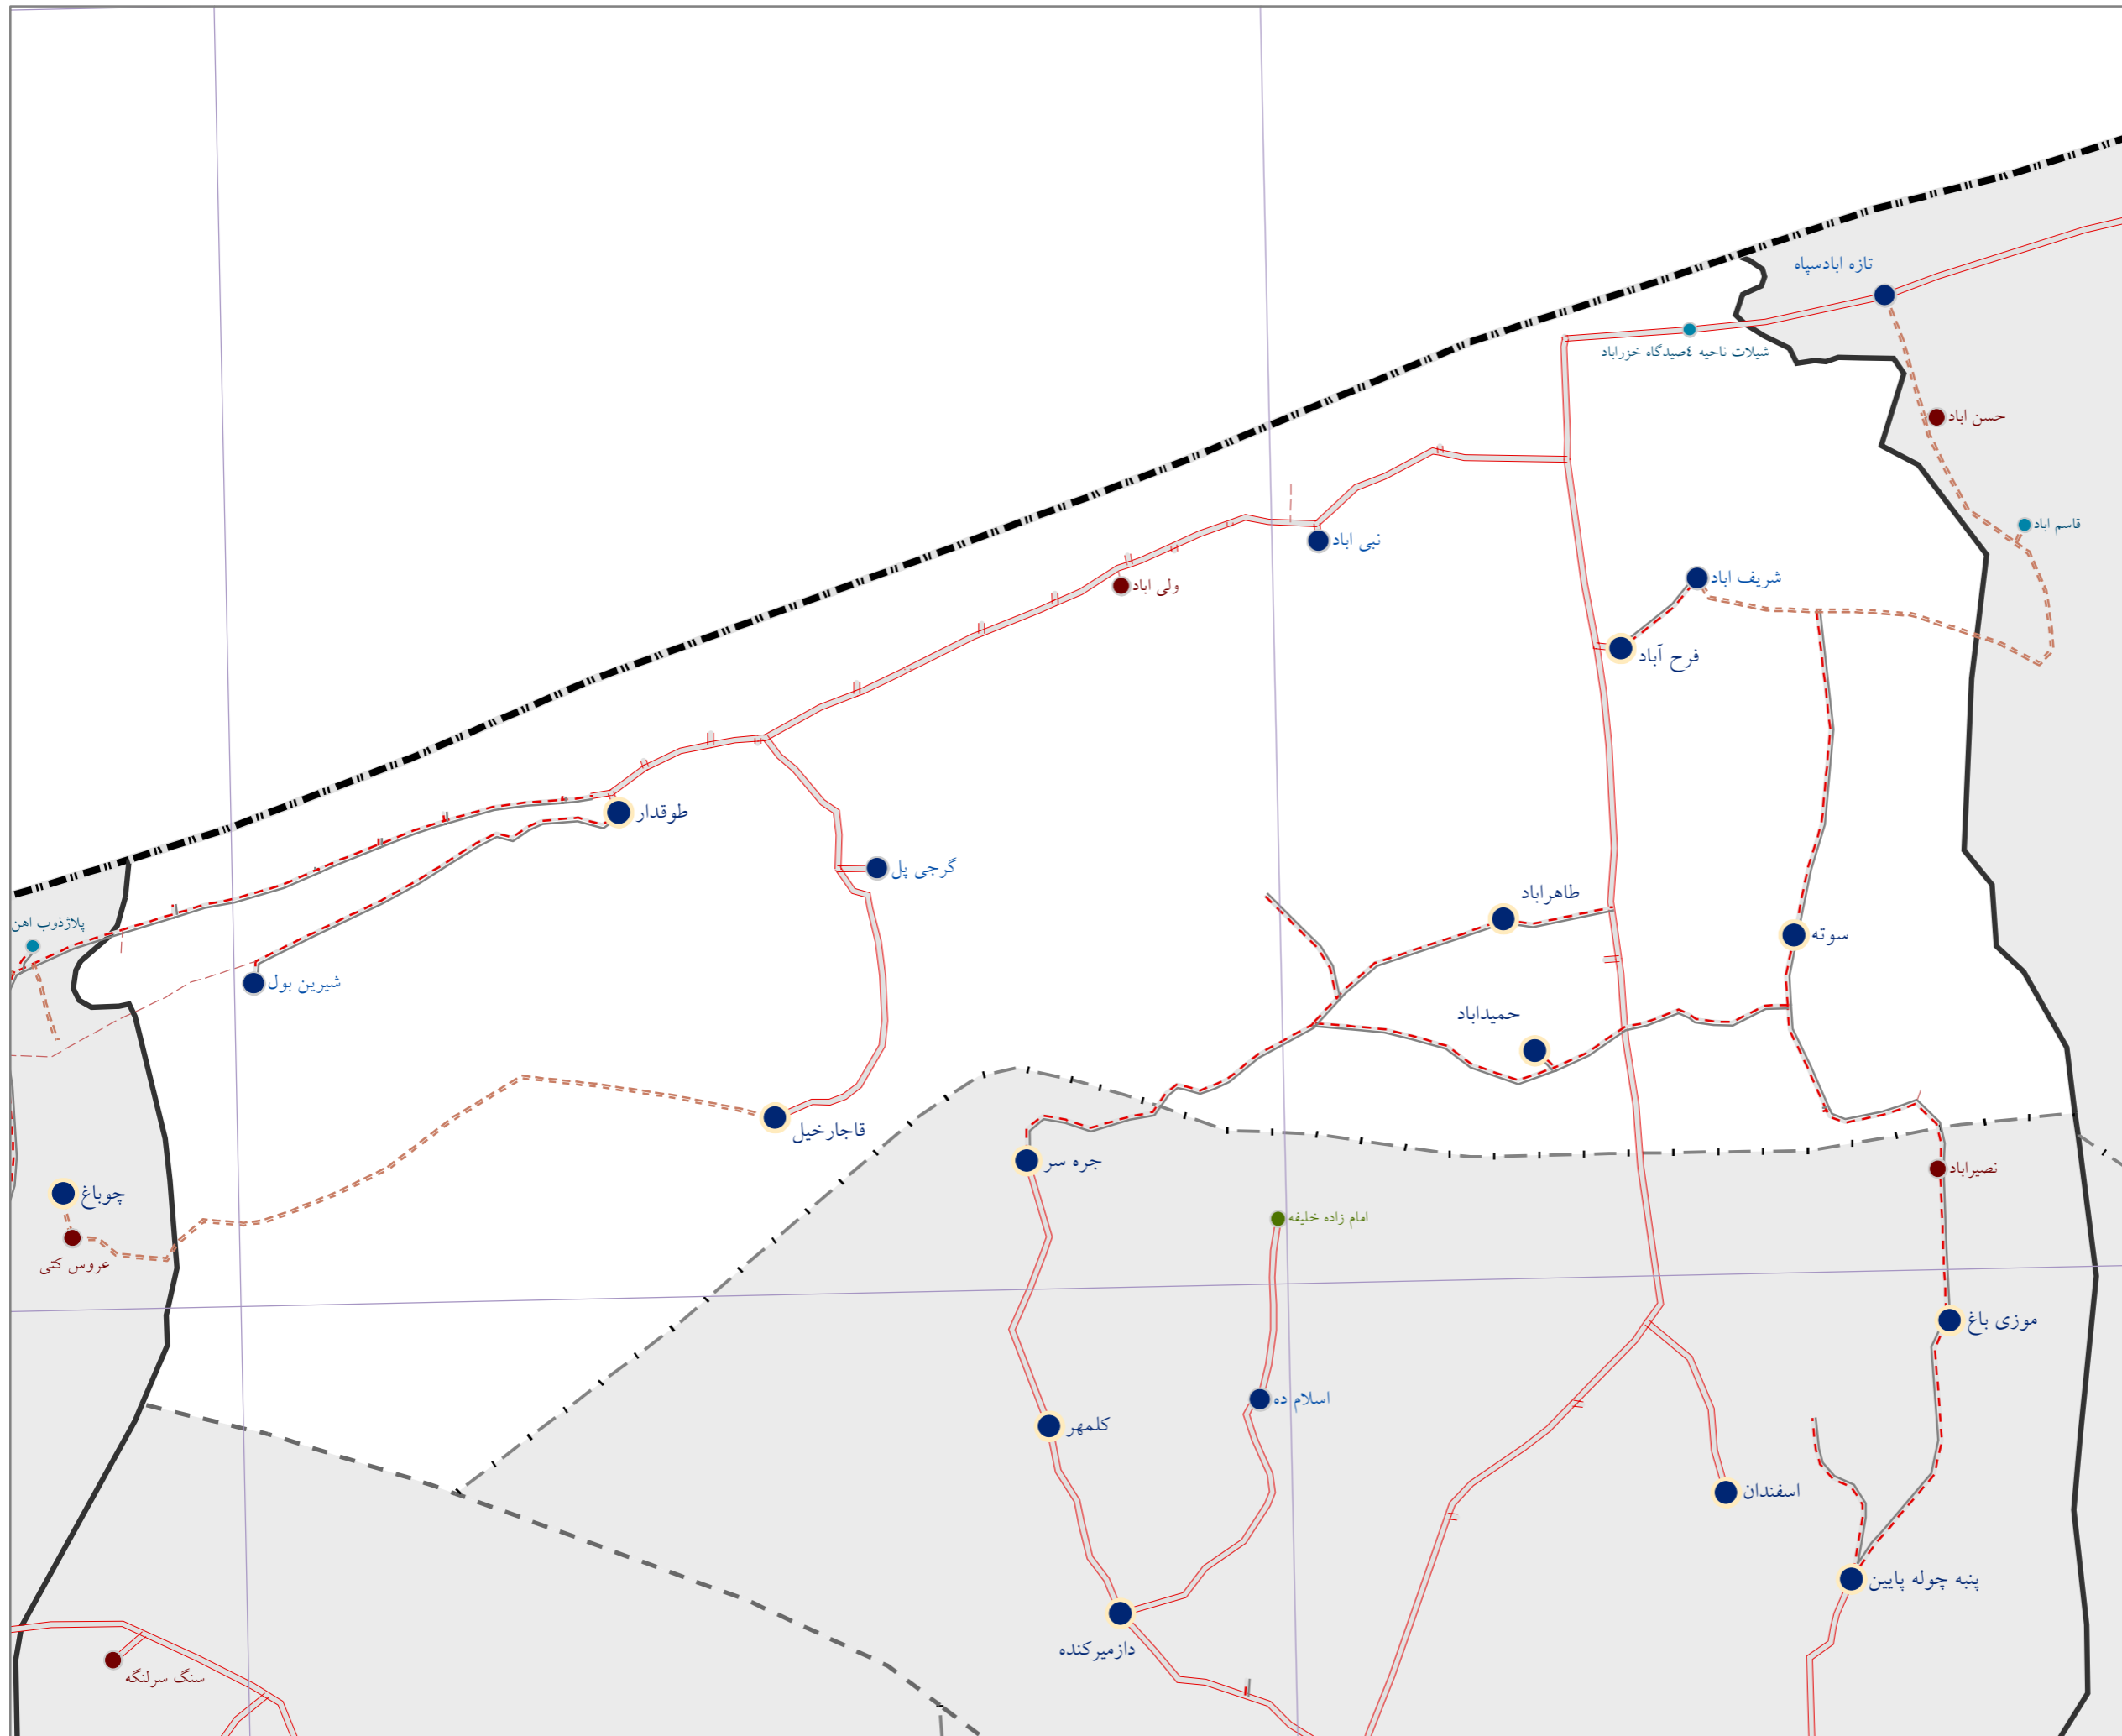 تازه ابادسپاه
شیلات ناحیه ٤صیدگاه خزراباد
حسن اباد
قاسم اباد
نبی اباد
شریف اباد
ولی اباد
فرح آباد
طوقدار
گرجی پل
طاهراباد
سوته
پلاژذوب اهن
شیرین بول
حمیداباد
قاجارخیل
جره سر
نصیراباد
چوباغ
امام زاده خلیفه
عروس کتی
موزی باغ
اسلام ده
کلمهر
اسفندان
پنبه چوله پایین
دازمیرکنده
سنگ سرلنگه